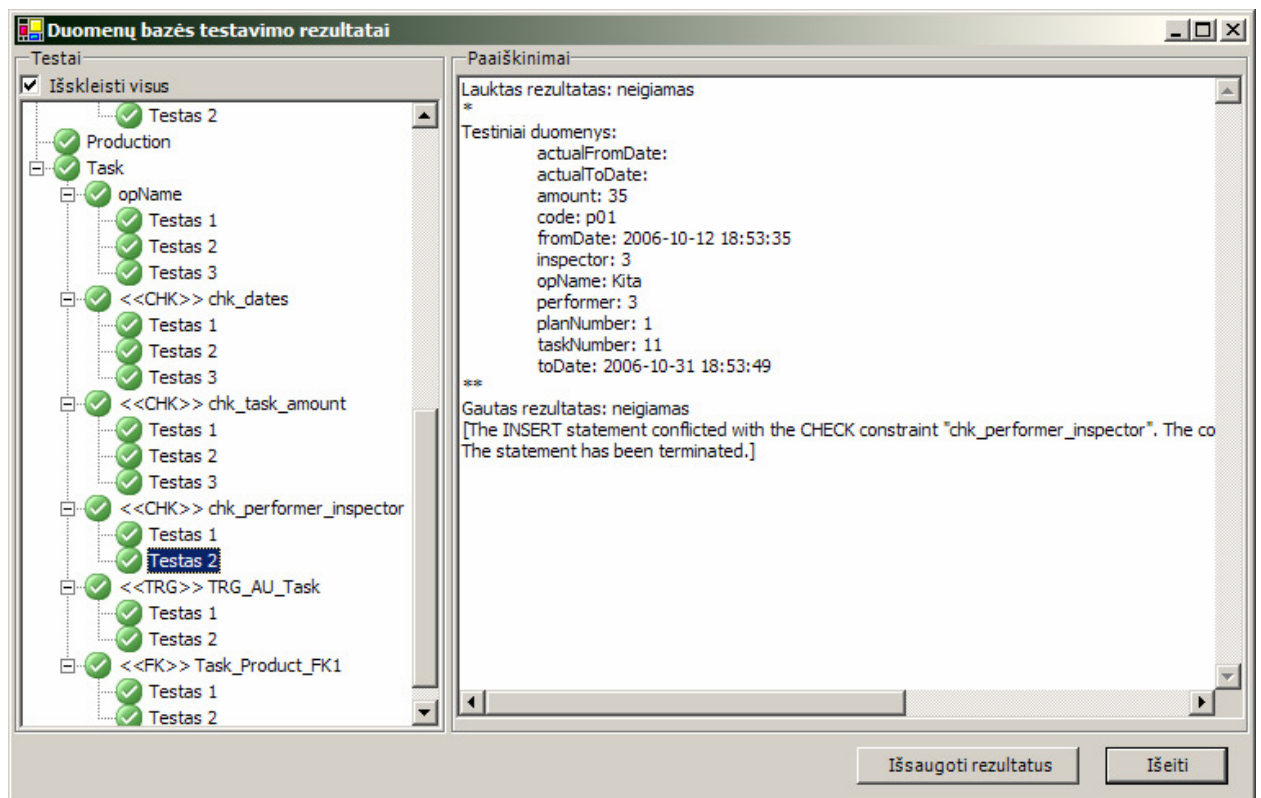 Duomenų bazės testavimo rezultatai
Testai
Išskleisti visus
Testas 2
Production
Task
opName
Testas 1
Testas 2
Testas 3
<<CHK>> chk_dates
Testas 1
Testas 2
Testas 3
<<CHK>> chk_task_amount
Testas 1
Testas 2
Testas 3
<<CHK>> chk_performer_inspector
Testas 1
Testas 2
<<TRG>> TRG_AU_Task
Testas 1
Testas 2
<<FK>> Task_Product_FK1
Testas 1
Testas 2
Paaiškinimai
Lauktas rezultatas: neigiamas
*
Testiniai duomenys:
actualFromDate:
actualToDate:
amount: 35
code: p01
fromDate: 2006-10-12 18:53:35
inspector: 3
opName: Kita
performer: 3
planNumber: 1
taskNumber: 11
toDate: 2006-10-31 18:53:49
**
Gautas rezultatas: neigiamas
[The INSERT statement conflicted with the CHECK constraint "chk_performer_inspector". The co
The statement has been terminated.]
Išsaugoti rezultatus
Išeiti